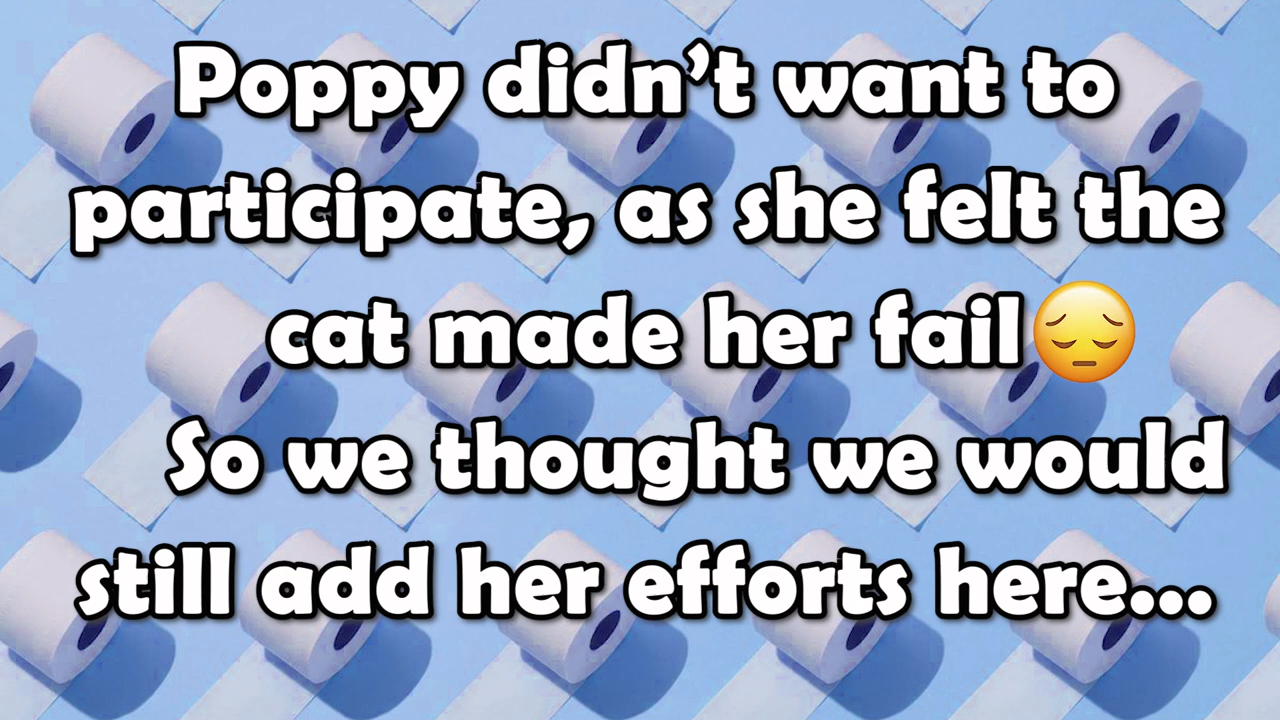 Poppy didn’t want to
participate, as she felt the
cat made her fail😔
So we thought we would
still add her efforts here...